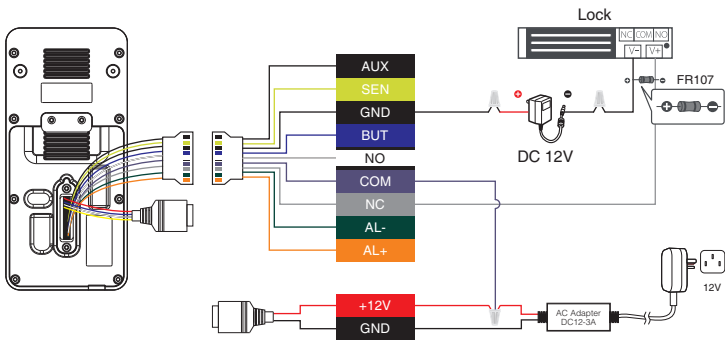 Lock
NC COM NO
V- V+
FR107
DC 12V
AUX
SEN
GND
BUT
NO
COM
NC
AL-
AL+
+12V
GND
AC Adapter
DC12-3A
12V